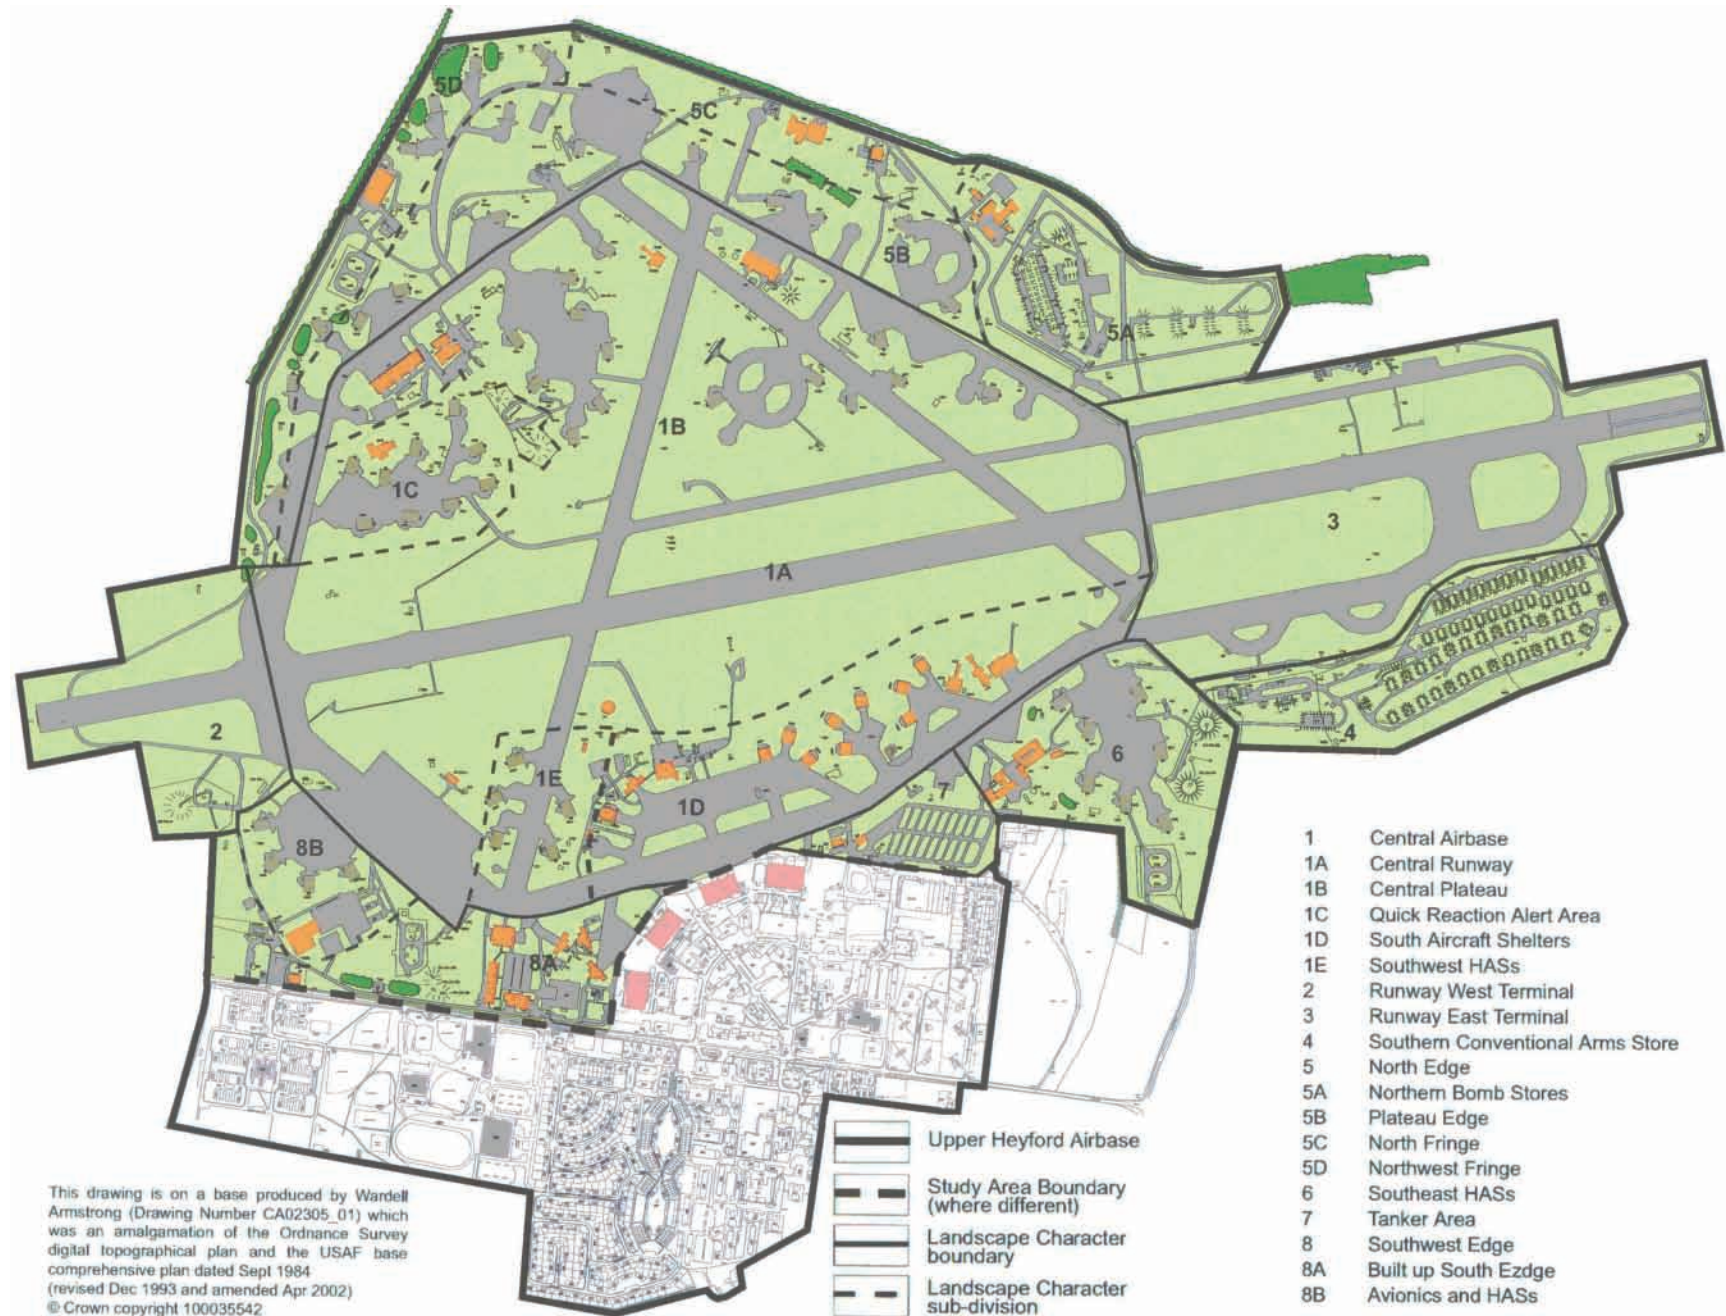 5D
5C
5B
5A
1B
1C
3
1A
2
6
4
1E
7
1D
8B
8A
1 Central Airbase
1A Central Runway
1B Central Plateau
1C Quick Reaction Alert Area
1D South Aircraft Shelters
1E Southwest HASs
2 Runway West Terminal
3 Runway East Terminal
4 Southern Conventional Arms Store
5 North Edge
5A Northern Bomb Stores
5B Plateau Edge
5C North Fringe
5D Northwest Fringe
6 Southeast HASs
7 Tanker Area
8 Southwest Edge
8A Built up South Ezdge
8B Avionics and HASs
Upper Heyford Airbase
Study Area Boundary
(where different)
Landscape Character
boundary
Landscape Character
sub-division
This drawing is on a base produced by Wardell
Armstrong (Drawing Number CA02305_01) which
was an amalgamation of the Ordnance Survey
digital topographical plan and the USAF base
comprehensive plan dated Sept 1984
(revised Dec 1993 and amended Apr 2002)
© Crown copyright 100035542